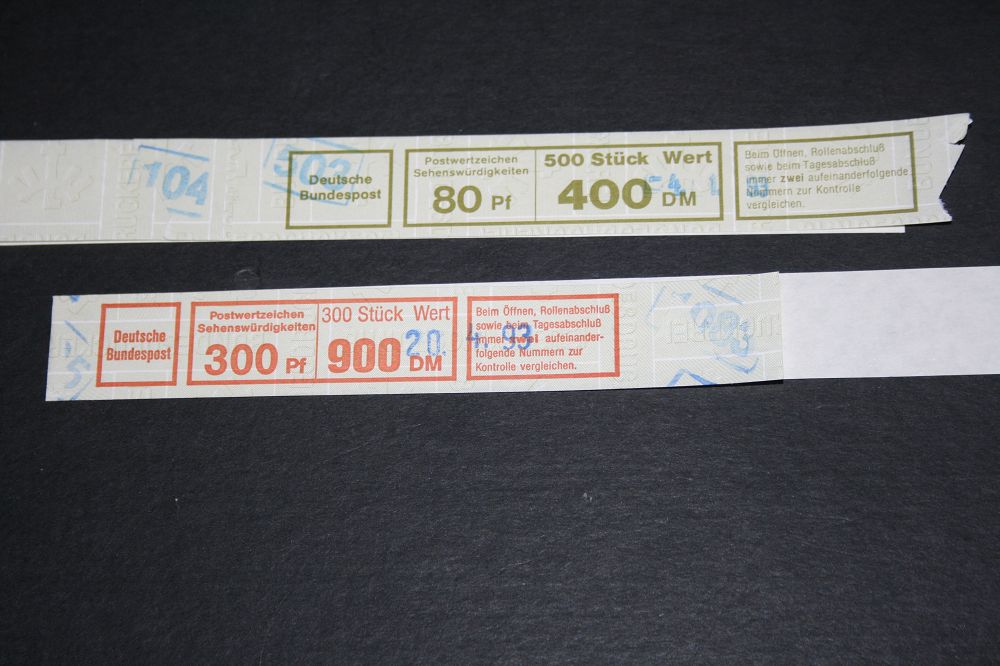 104
502
Deutsche
Bundespost
Postwertzeichen
Sehenswürdigkeiten
80 Pf
500 Stück Wert
400 DM
Beim Öffnen, Rollenabschluß
sowie beim Tagesabschluß
immer zwei aufeinanderfolgende
Nummern zur Kontrolle
vergleichen.
Deutsche
Bundespost
Postwertzeichen
Sehenswürdigkeiten
300 Pf
300 Stück Wert
900 DM
20. 4. 93
Beim Öffnen, Rollenabschluß
sowie beim Tagesabschluß
immer zwei aufeinander-
folgende Nummern zur
Kontrolle vergleichen.